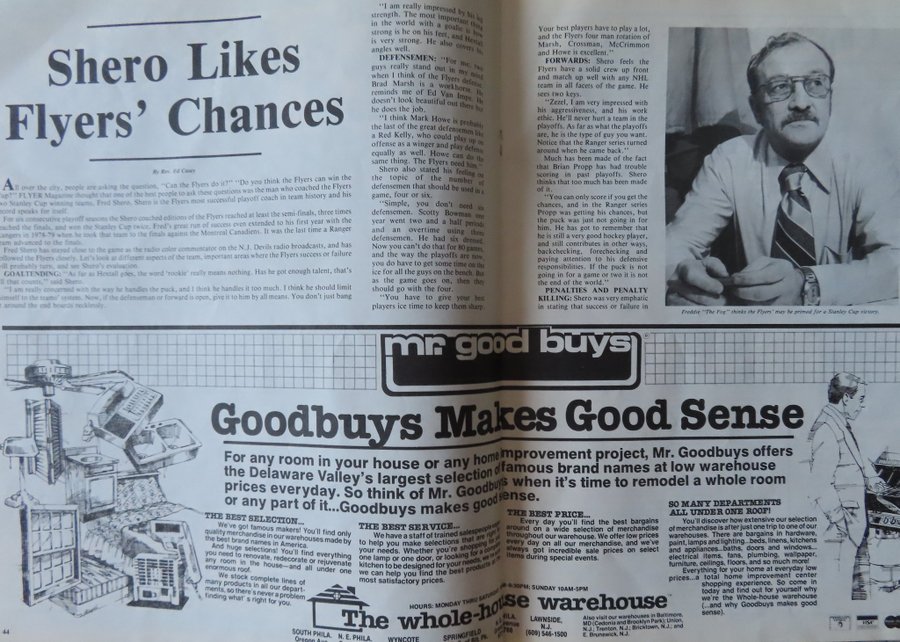 Shero Likes
Flyers' Chances
By Rev. Ed Casey
All over the city, people are asking the question, "Can the Flyers do it?" "Do you think the Flyers can win the
Cup?" FLYER Magazine thought that one of the best people to ask these questions was the man who coached the Flyers
two Stanley Cup winning teams, Fred Shero. Shero is the Flyers most successful playoff coach in team history and his
record speaks for itself.
For six consecutive playoff seasons the Shero coached editions of the Flyers reached at least the semi-finals, three times
reached the finals, and won the Stanley Cup twice. Fred's great run of success even extended to his first year with the
Rangers in 1978-79 when he took that team to the finals against the Montreal Canadiens. It was the last time a Ranger
team advanced to the finals.
Fred Shero has stayed close to the game as the radio color commentator on the N.J. Devils radio broadcasts, and has
followed the Flyers closely. Let's look at different aspects of the team, important areas where the Flyers success or failure
will probably turn, and see Shero's evaluation.
GOALTENDING: "As far as Hextall goes, the word 'rookie' really means nothing. Has he got enough talent, that's
all that counts," said Shero.
"I am really concerned with the way he handles the puck, and I think he handles it too much. I think he should limit
himself to the teams' system. Now, if the defenseman or forward is open, give it to him by all means. You don't just bang
it around the end boards recklessly.
"I am really impressed by his leg
strength. The most important thing
in the world with a goalie is how
strong is he on his feet, and Hextall
is very strong. He also covers his
angles well.
DEFENSEMEN: "For me, two
guys really stand out in my mind
when I think of the Flyers defense.
Brad Marsh is a workhorse. He
reminds me of Ed Van Impe. He
doesn't look beautiful out there but
he does the job.
"I think Mark Howe is probably
the last of the great defensemen like
a Red Kelly, who could play up on
offense as a winger and play defense
equally as well. Howe can do the
same thing. The Flyers need him."
Shero also stated his feeling on
the topic of the number of
defensemen that should be used in a
game, four or six.
"Simple, you don't need six
defensemen. Scotty Bowman one
year went two and a half periods
and an overtime using three
defensemen. He had six dressed.
Now you can't do that for 80 games,
and the way the playoffs are now,
you do have to get some time on the
ice for all the guys on the bench. But
as the game goes on, then they
should go with the four.
"You have to give your best
players ice time to keep them sharp.
Your best players have to play a lot,
and the Flyers four man rotation of
Marsh, Crossman, McCrimmon
and Howe is excellent."
FORWARDS: Shero feels the
Flyers have a solid crew up front
and match up well with any NHL
team in all facets of the game. He
sees two keys.
"Zezel, I am very impressed with
his aggressiveness, and his work
ethic. He'll never hurt a team in the
playoffs. As far as what the playoffs
are, he is the type of guy you want.
Notice that the Ranger series turned
around when he came back."
Much has been made of the fact
that Brian Propp has had trouble
scoring in past playoffs. Shero
thinks that too much has been made
of it.
"You can only score if you get the
chances, and in the Ranger series
Propp was getting his chances, but
the puck was just not going in for
him. He has got to remember that
he is still a very good hockey player,
and still contributes in other ways,
backchecking, forechecking and
paying attention to his defensive
responsibilities. If the puck is not
going in for a game or two it is not
the end of the world."
PENALTIES AND PENALTY
KILLING: Shero was very emphatic
in stating that success or failure in
Freddie "The Fog" thinks the Flyers' may be primed for a Stanley Cup victory.
mr. good buys
Goodbuys Makes Good Sense
For any room in your house or any home improvement project, Mr. Goodbuys offers
the Delaware Valley's largest selection of famous brand names at low warehouse
prices everyday. So think of Mr. Goodbuys when it's time to remodel a whole room
or any part of it...Goodbuys makes good sense.
THE BEST SELECTION...
We've got famous makers! You'll find only
quality merchandise in our warehouses made by
the best brand names in America.
And huge selections! You'll find everything
you need to renovate, redecorate or rejuvenate
any room in the house—and all under one
enormous roof.
We stock complete lines of
many products in all our depart-
ments, so there's never a problem
finding what's right for you.
THE BEST SERVICE...
We have a staff of trained salespeople
to help you make selections that are right
your needs. Whether you're shopping for
one lamp or one door, or looking for a
kitchen to be designed for your needs,
we can help you find the best products at
most satisfactory prices.
THE BEST PRICE...
Every day you'll find the best bargains
around on a wide selection of merchandise
throughout our warehouse. We offer low prices
every day on all our merchandise, and we've
always got incredible sale prices on select
items during special events.
SO MANY DEPARTMENTS
ALL UNDER ONE ROOF!
You'll discover how extensive our selection
of merchandise is after just one trip to one of our
warehouses. There are bargains in hardware,
paint, lamps and lighting...beds, linens, kitchen
and appliances...baths, doors and windows...
electrical items, fans, plumbing, wallpaper,
furniture, ceilings, floors, and so much more!
Everything for your home at everyday low
prices...a total home improvement center
shopping experience. So come in
today and find out for yourself why
we're the Whole-house warehouse
(...and why Goodbuys makes good
sense).
HOURS: MONDAY THRU SATURDAY 9:30PM; SUNDAY 10AM-5PM
The whole-house warehouse
SOUTH PHILA.
N.E. PHILA.
WYNCOTE
SPRINGFIELD
LAWNSIDE,
N.J.
(609) 546-1500
Also visit our warehouses in Baltimore,
MD (Cedonia and Brooklyn Park); Union,
N.J.; Trenton, N.J.; Bricktown, N.J.; and
E. Brunswick, N.J.
VISA
44